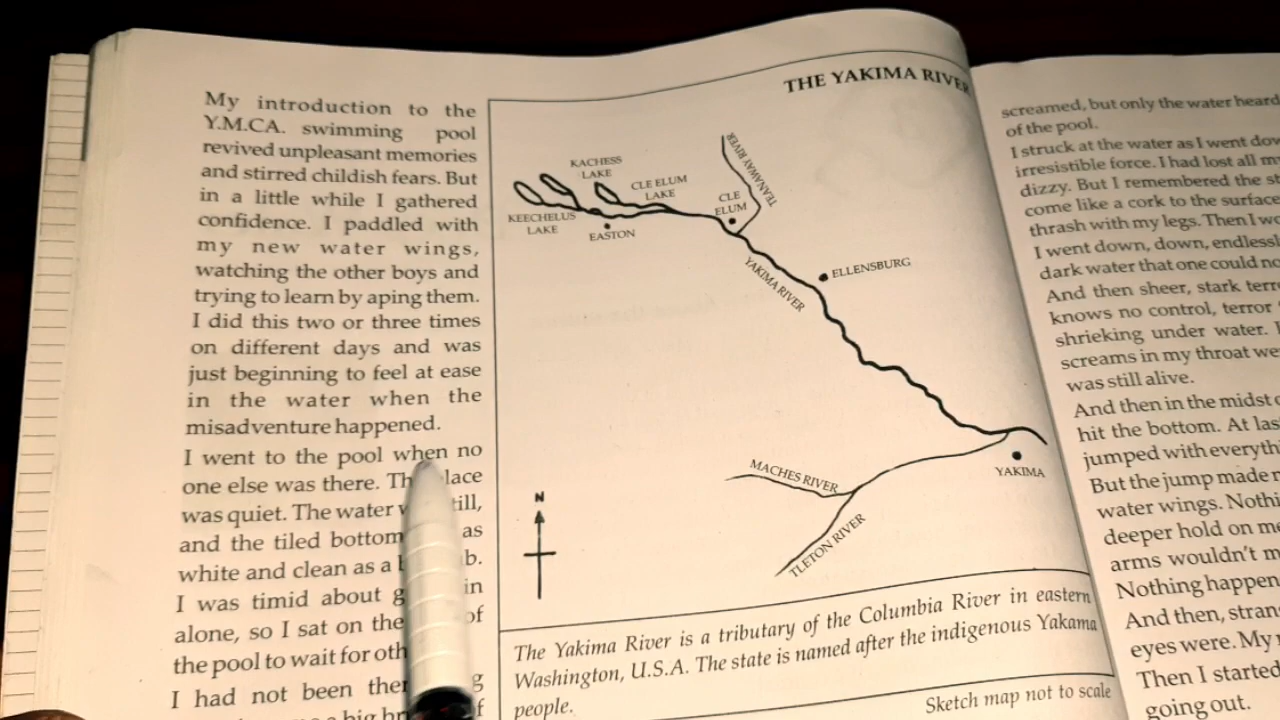 My introduction to the
Y.M.CA. swimming pool
revived unpleasant memories
and stirred childish fears. But
in a little while I gathered
confidence. I paddled with
my new water wings,
watching the other boys and
trying to learn by aping them.
I did this two or three times
on different days and was
just beginning to feel at ease
in the water when the
misadventure happened.
I went to the pool when no
one else was there. The place
was quiet. The water still,
and the tiled bottom as
white and clean as a
I was timid about in
alone, so I sat on the of
the pool to wait for
I had not been
a big
THE YAKIMA RIVER
KACHESS
LAKE
CLE ELUM
LAKE
KEECHELUS
LAKE
EASTON
CLE
ELUM
TEANAWAY RIVER
YAKIMA RIVER
ELLENSBURG
YAKIMA
MACHES RIVER
TLETON RIVER
N
The Yakima River is a tributary of the Columbia River in eastern
Washington, U.S.A. The state is named after the indigenous Yakama
people.
Sketch map not to scale
screamed, but only the water heard
of the pool.
I struck at the water as I went
irresistible force. I had lost all
dizzy. But I remembered the
come like a cork to the surface
thrash with my legs. Then I
I went down, down,
dark water that one could
And then sheer, stark
knows no control, terror
shrieking under water.
screams in my throat
was still alive.
And then in the midst
hit the bottom. At
jumped with
But the jump made
water wings.
deeper hold on
arms wouldn't
Nothing
And then,
eyes were. My
Then I started
going out.